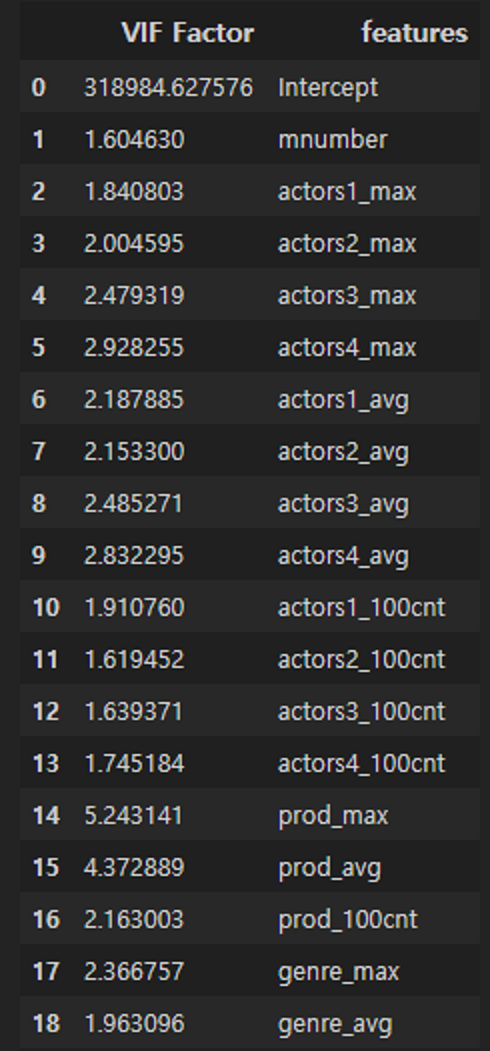 VIF Factor features
0 318984.627576 Intercept
1 1.604630 mnumber
2 1.840803 actors1_max
3 2.004595 actors2_max
4 2.479319 actors3_max
5 2.928255 actors4_max
6 2.187885 actors1_avg
7 2.153300 actors2_avg
8 2.485271 actors3_avg
9 2.832295 actors4_avg
10 1.910760 actors1_100cnt
11 1.619452 actors2_100cnt
12 1.639371 actors3_100cnt
13 1.745184 actors4_100cnt
14 5.243141 prod_max
15 4.372889 prod_avg
16 2.163003 prod_100cnt
17 2.366757 genre_max
18 1.963096 genre_avg